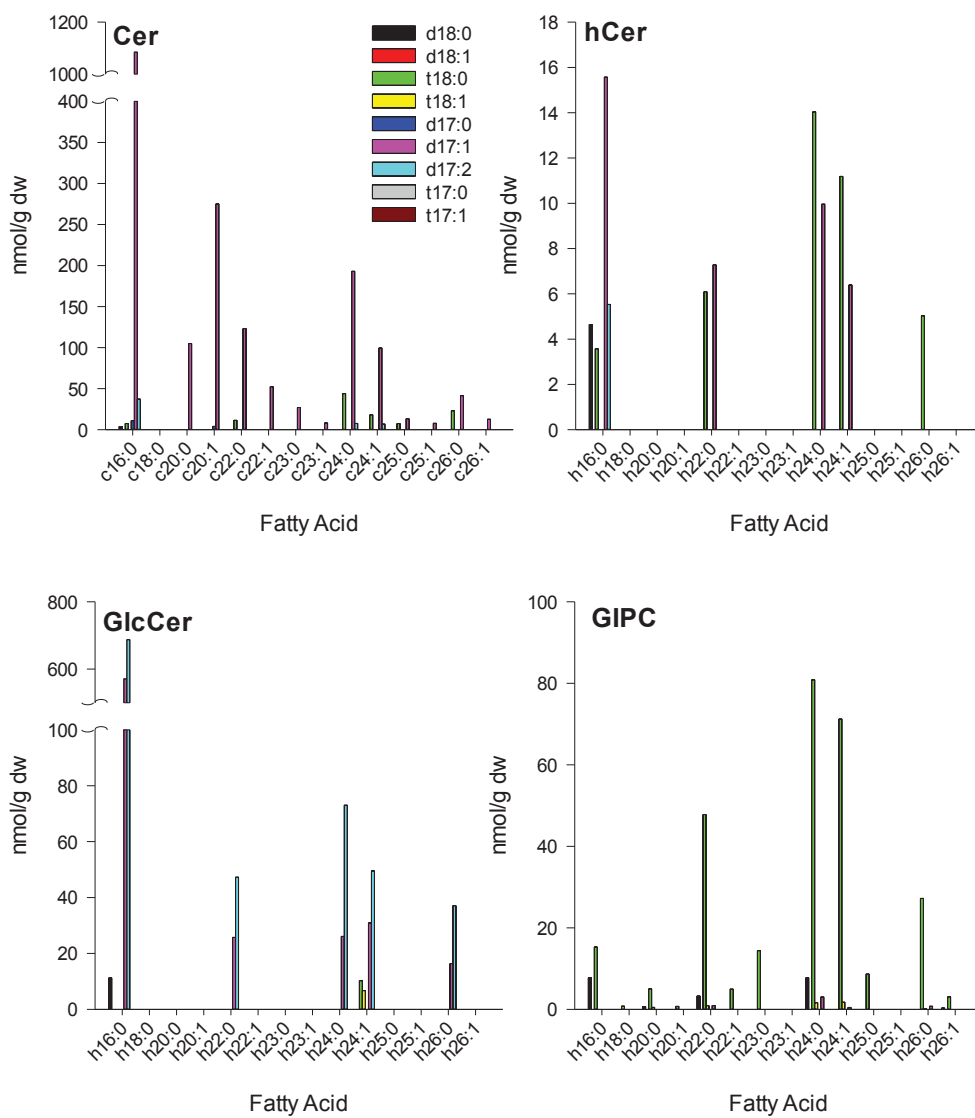 Cer
nmol/g dw
1200
1000
400
350
300
250
200
150
100
50
0
d18:0
d18:1
t18:0
t18:1
d17:0
d17:1
d17:2
t17:0
t17:1
c16:0
c18:0
c20:0
c20:1
c22:0
c22:1
c23:0
c23:1
c24:0
c24:1
c25:0
c25:1
c26:0
c26:1
Fatty Acid
hCer
nmol/g dw
18
16
14
12
10
8
6
4
2
0
h16:0
h18:0
h20:0
h20:1
h22:0
h22:1
h23:0
h23:1
h24:0
h24:1
h25:0
h25:1
h26:0
h26:1
Fatty Acid
GlcCer
nmol/g dw
800
600
100
80
60
40
20
0
h16:0
h18:0
h20:0
h20:1
h22:0
h22:1
h23:0
h23:1
h24:0
h24:1
h25:0
h25:1
h26:0
h26:1
Fatty Acid
GIPC
nmol/g dw
100
80
60
40
20
0
h16:0
h18:0
h20:0
h20:1
h22:0
h22:1
h23:0
h23:1
h24:0
h24:1
h25:0
h25:1
h26:0
h26:1
Fatty Acid